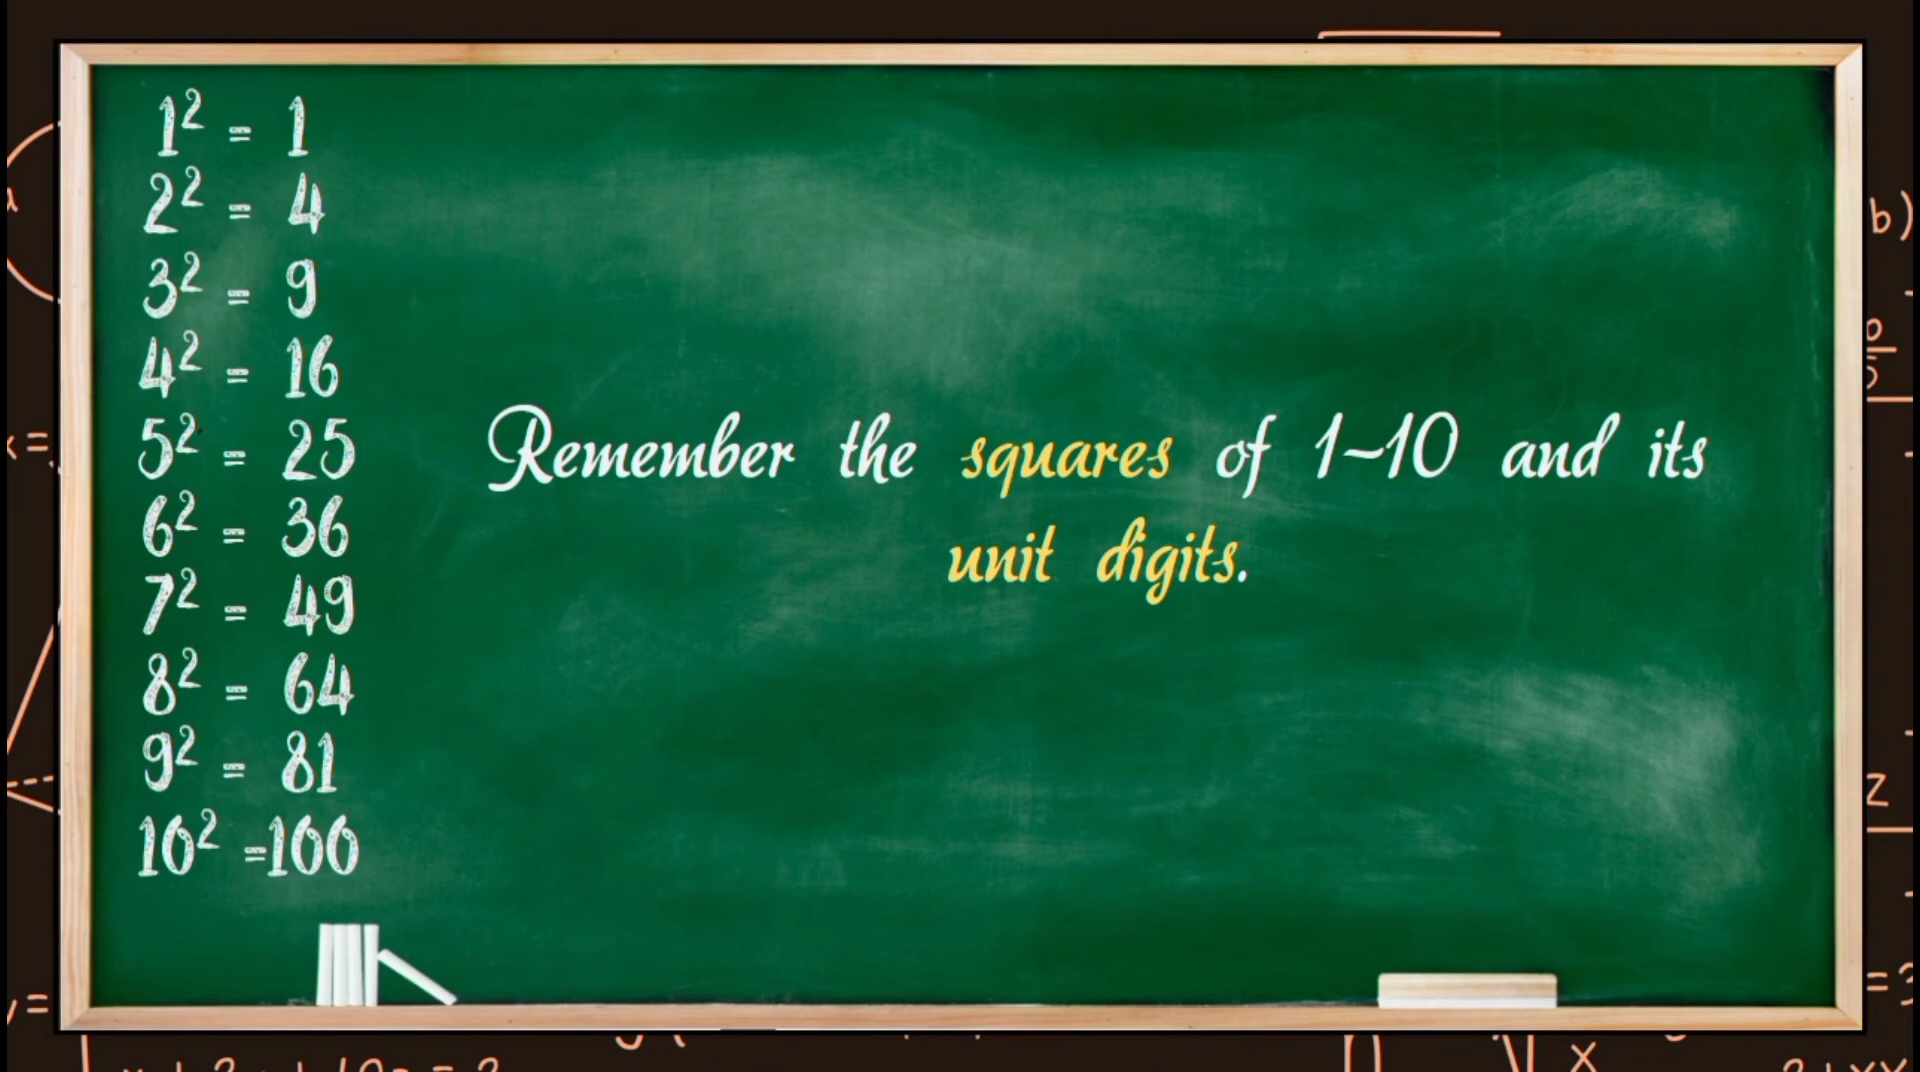 1² = 1
2² = 4
3² = 9
4² = 16
5² = 25
6² = 36
7² = 49
8² = 64
9² = 81
10² =100
Remember the squares of 1-10 and its
unit digits.